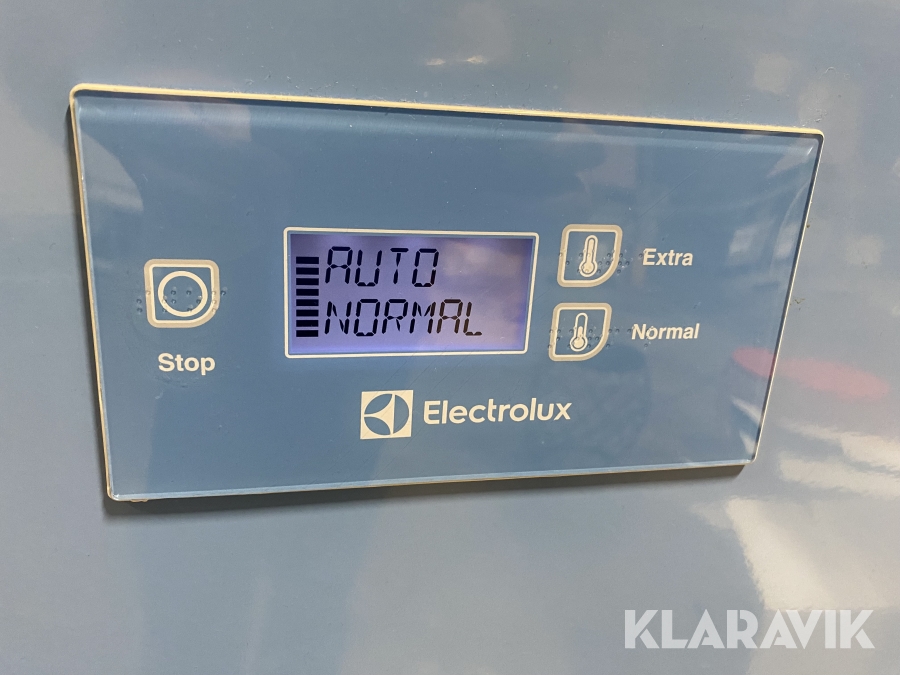 AUTO
NORMAL
Extra
Normal
Stop
Electrolux
KLARAVIK